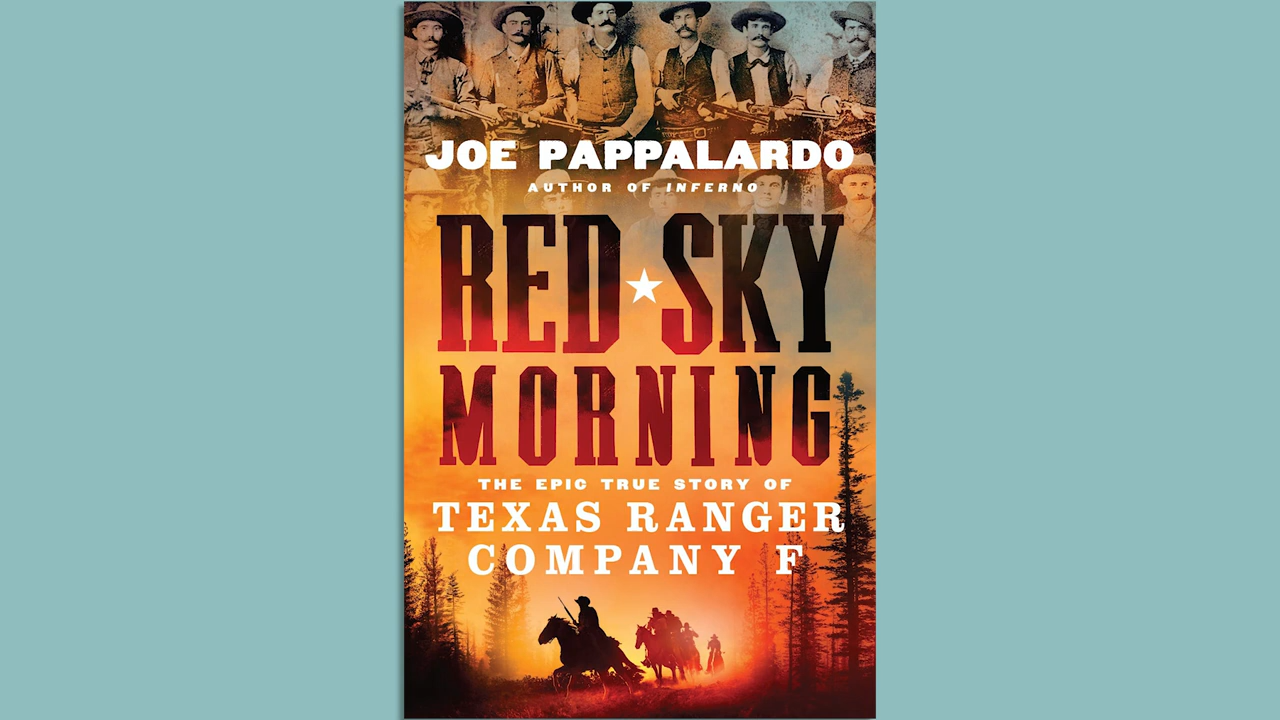 JOE PAPPALARDO
AUTHOR OF INFERNO
RED SKY
MORNING
THE EPIC TRUE STORY OF
TEXAS RANGER
COMPANY F